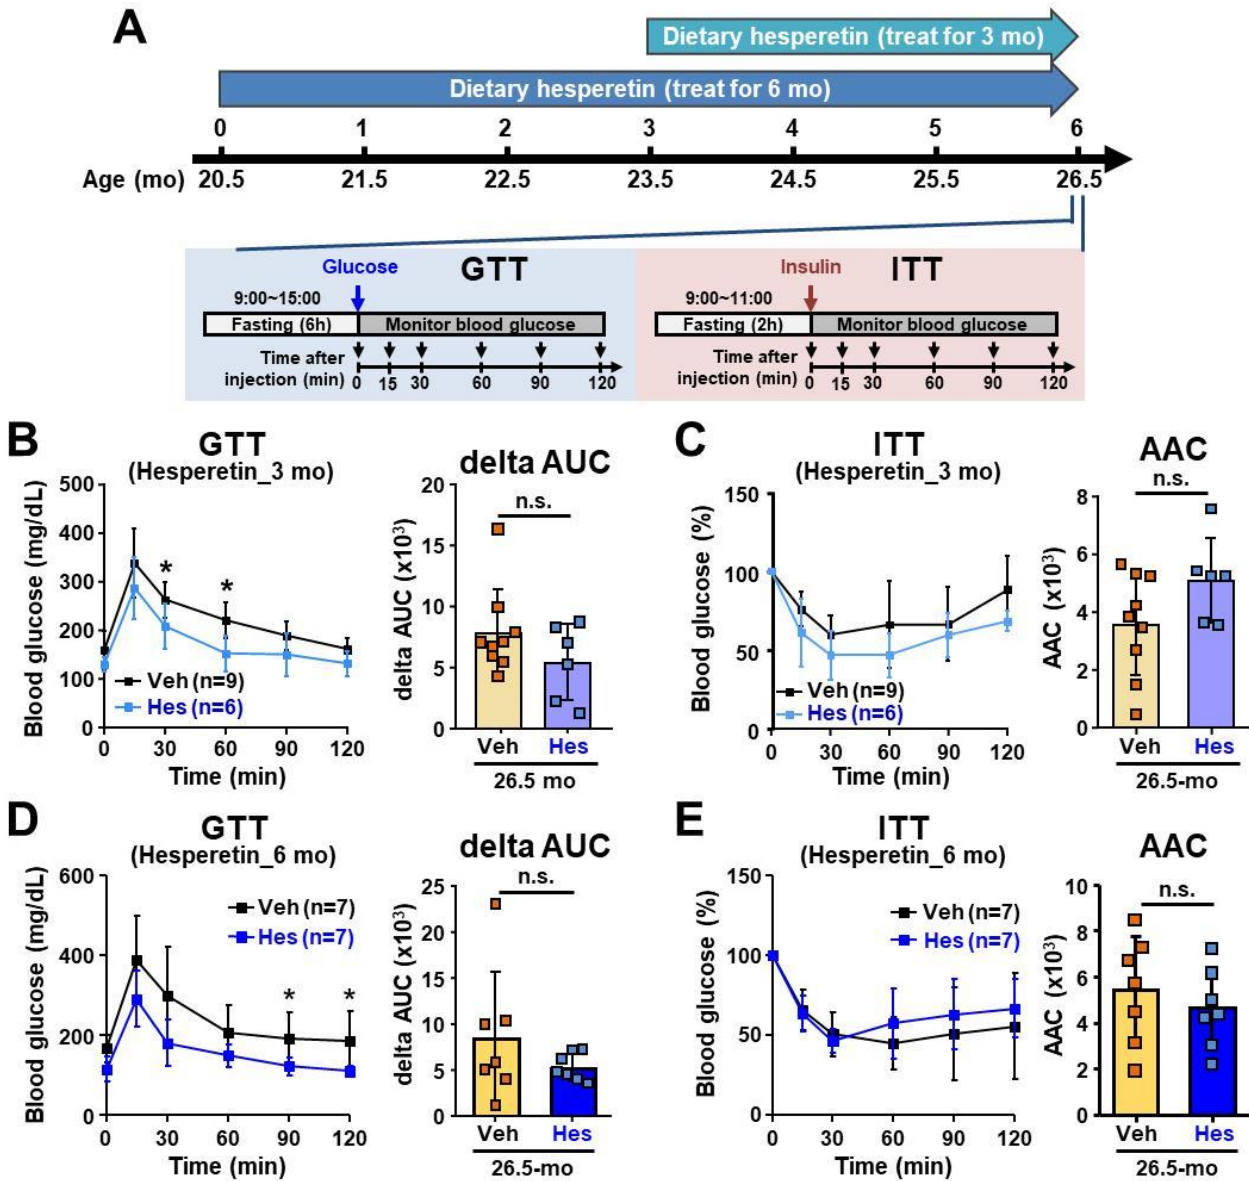 A
Dietary hesperetin (treat for 3 mo)
Dietary hesperetin (treat for 6 mo)
0 1 2 3 4 5 6
Age (mo) 20.5 21.5 22.5 23.5 24.5 25.5 26.5
Glucose GTT
9:00~15:00
Fasting (6h) Monitor blood glucose
Time after
injection (min) 0 15 30 60 90 120
Insulin ITT
9:00~11:00
Fasting (2h) Monitor blood glucose
Time after
injection (min) 0 15 30 60 90 120
B
GTT
(Hesperetin_3 mo)
Blood glucose (mg/dL)
500
400
300
200
100
0
* *
Veh (n=9)
Hes (n=6)
0 30 60 90 120
Time (min)
delta AUC
delta AUC (x10³)
20
15
10
5
0
n.s.
Veh Hes
26.5 mo
C
ITT
(Hesperetin_3 mo)
Blood glucose (%)
150
100
50
0
Veh (n=9)
Hes (n=6)
0 30 60 90 120
Time (min)
AAC
AAC (x10³)
8
6
4
2
0
n.s.
Veh Hes
26.5-mo
D
GTT
(Hesperetin_6 mo)
Blood glucose (mg/dL)
600
400
200
0
Veh (n=7)
Hes (n=7)
* *
0 30 60 90 120
Time (min)
delta AUC
delta AUC (x10³)
25
20
15
10
5
0
n.s.
Veh Hes
26.5-mo
E
ITT
(Hesperetin_6 mo)
Blood glucose (%)
150
100
50
0
Veh (n=7)
Hes (n=7)
0 30 60 90 120
Time (min)
AAC
AAC (x10³)
10
8
6
4
2
0
n.s.
Veh Hes
26.5-mo